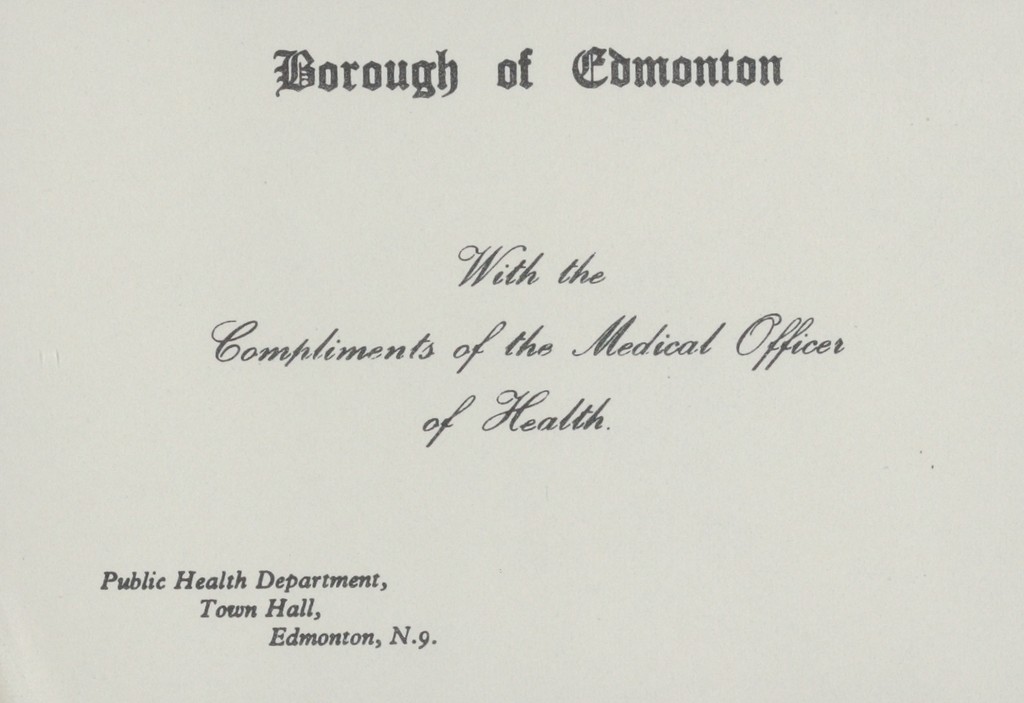 Borough of Edmonton
With the
Compliments of the Medical Officer
of Health.
Public Health Department,
Town Hall,
Edmonton, N.9.